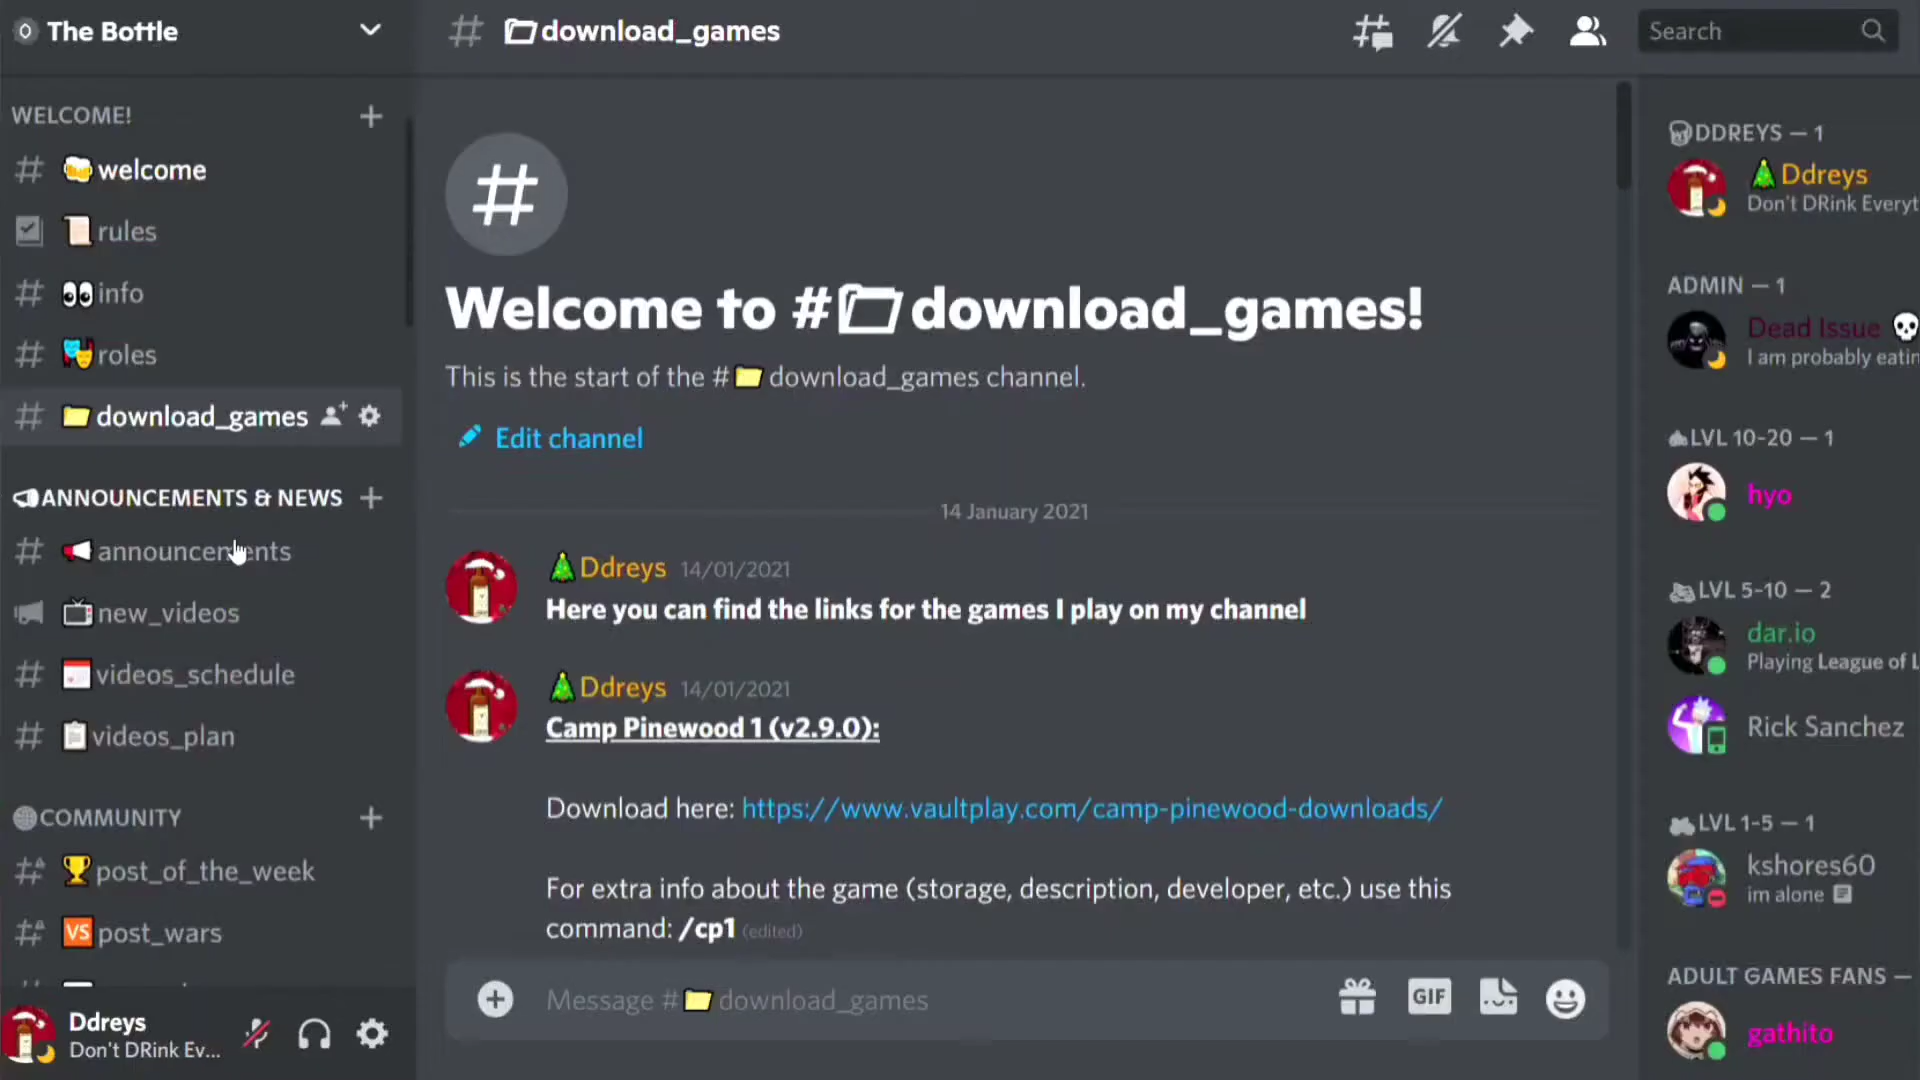 The Bottle
WELCOME!
welcome
rules
info
roles
download_games
ANNOUNCEMENTS & NEWS
announcements
new_videos
videos_schedule
videos_plan
COMMUNITY
post_of_the_week
VS post_wars
Ddreys
Don't DRink Ev...
# download_games
Search
Welcome to #download_games!
This is the start of the # download_games channel.
Edit channel
14 January 2021
Ddreys 14/01/2021
Here you can find the links for the games I play on my channel
Ddreys 14/01/2021
Camp Pinewood 1 (v2.9.0):
Download here: https://www.vaultplay.com/camp-pinewood-downloads/
For extra info about the game (storage, description, developer, etc.) use this
command: /cp1 (edited)
Message # download_games
GIF
DDREYS — 1
Ddreys
Don't DRink Everyt
ADMIN — 1
Dead Issue
I am probably eatin
LVL 10-20 — 1
hyo
LVL 5-10 — 2
dar.io
Playing League of L
Rick Sanchez
LVL 1-5 — 1
kshores60
im alone
ADULT GAMES FANS —
gathito